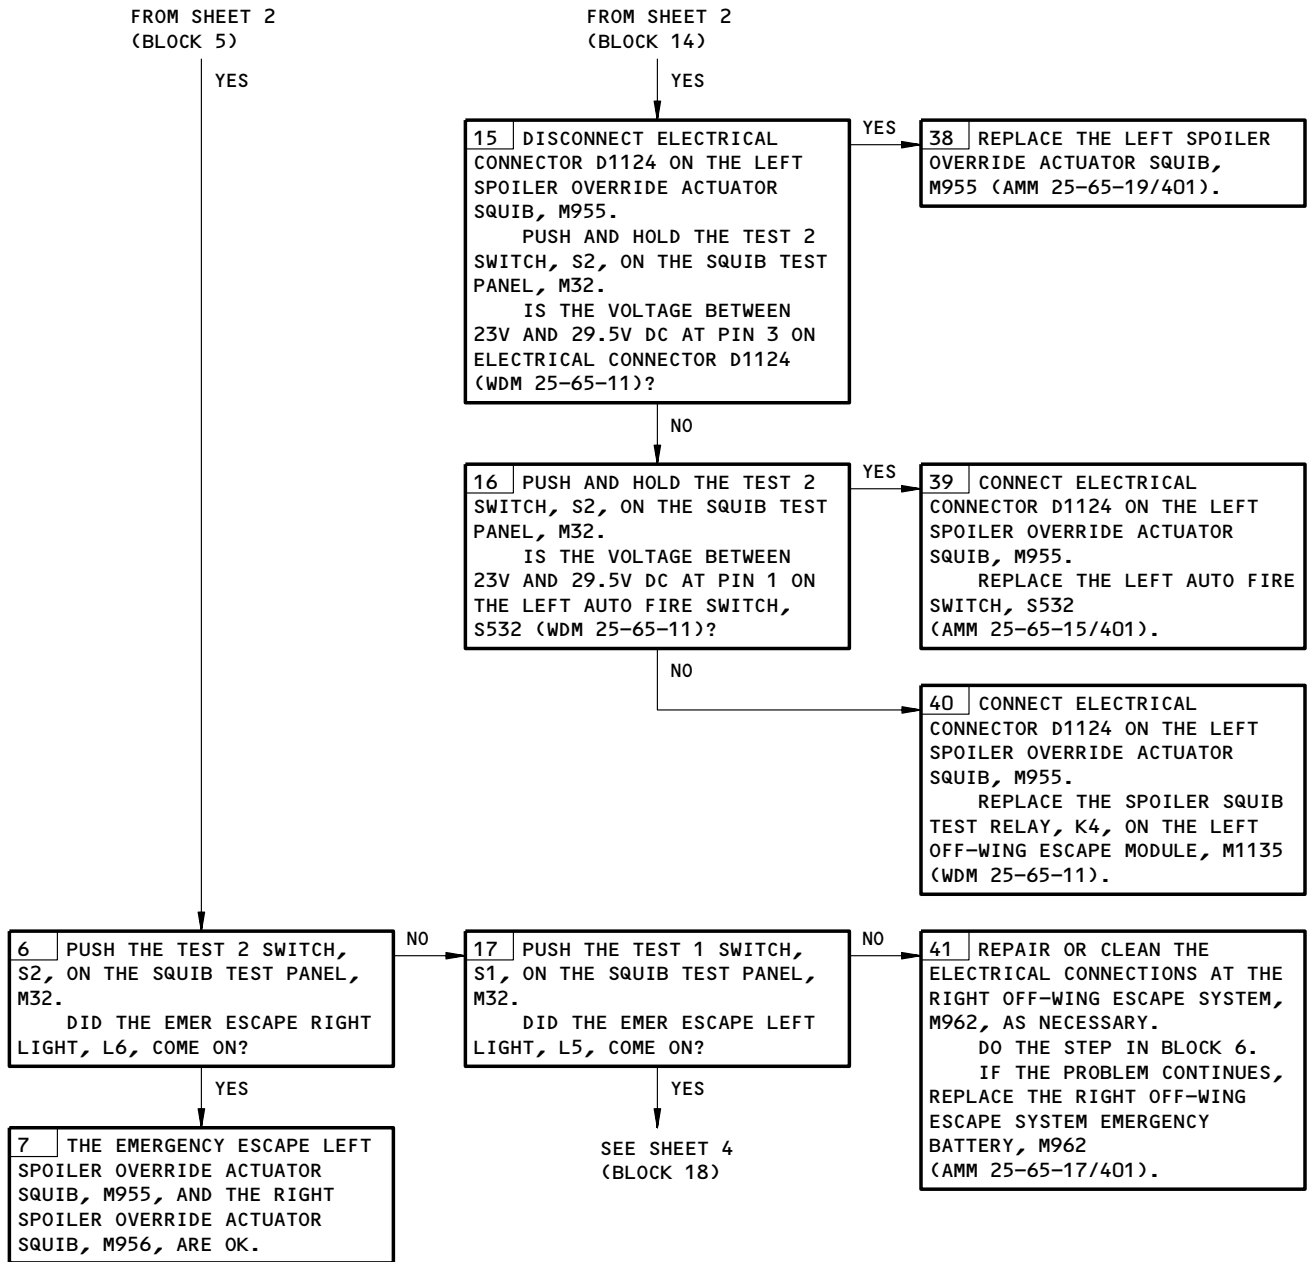 FROM SHEET 2
(BLOCK 5)
YES
FROM SHEET 2
(BLOCK 14)
YES
15 DISCONNECT ELECTRICAL
CONNECTOR D1124 ON THE LEFT
SPOILER OVERRIDE ACTUATOR
SQUIB, M955.
PUSH AND HOLD THE TEST 2
SWITCH, S2, ON THE SQUIB TEST
PANEL, M32.
IS THE VOLTAGE BETWEEN
23V AND 29.5V DC AT PIN 3 ON
ELECTRICAL CONNECTOR D1124
(WDM 25-65-11)?
YES
38 REPLACE THE LEFT SPOILER
OVERRIDE ACTUATOR SQUIB,
M955 (AMM 25-65-19/401).
NO
16 PUSH AND HOLD THE TEST 2
SWITCH, S2, ON THE SQUIB TEST
PANEL, M32.
IS THE VOLTAGE BETWEEN
23V AND 29.5V DC AT PIN 1 ON
THE LEFT AUTO FIRE SWITCH,
S532 (WDM 25-65-11)?
YES
39 CONNECT ELECTRICAL
CONNECTOR D1124 ON THE LEFT
SPOILER OVERRIDE ACTUATOR
SQUIB, M955.
REPLACE THE LEFT AUTO FIRE
SWITCH, S532
(AMM 25-65-15/401).
NO
40 CONNECT ELECTRICAL
CONNECTOR D1124 ON THE LEFT
SPOILER OVERRIDE ACTUATOR
SQUIB, M955.
REPLACE THE SPOILER SQUIB
TEST RELAY, K4, ON THE LEFT
OFF-WING ESCAPE MODULE, M1135
(WDM 25-65-11).
6 PUSH THE TEST 2 SWITCH,
S2, ON THE SQUIB TEST PANEL,
M32.
DID THE EMER ESCAPE RIGHT
LIGHT, L6, COME ON?
NO
17 PUSH THE TEST 1 SWITCH,
S1, ON THE SQUIB TEST PANEL,
M32.
DID THE EMER ESCAPE LEFT
LIGHT, L5, COME ON?
NO
41 REPAIR OR CLEAN THE
ELECTRICAL CONNECTIONS AT THE
RIGHT OFF-WING ESCAPE SYSTEM,
M962, AS NECESSARY.
DO THE STEP IN BLOCK 6.
IF THE PROBLEM CONTINUES,
REPLACE THE RIGHT OFF-WING
ESCAPE SYSTEM EMERGENCY
BATTERY, M962
(AMM 25-65-17/401).
YES
7 THE EMERGENCY ESCAPE LEFT
SPOILER OVERRIDE ACTUATOR
SQUIB, M955, AND THE RIGHT
SPOILER OVERRIDE ACTUATOR
SQUIB, M956, ARE OK.
YES
SEE SHEET 4
(BLOCK 18)